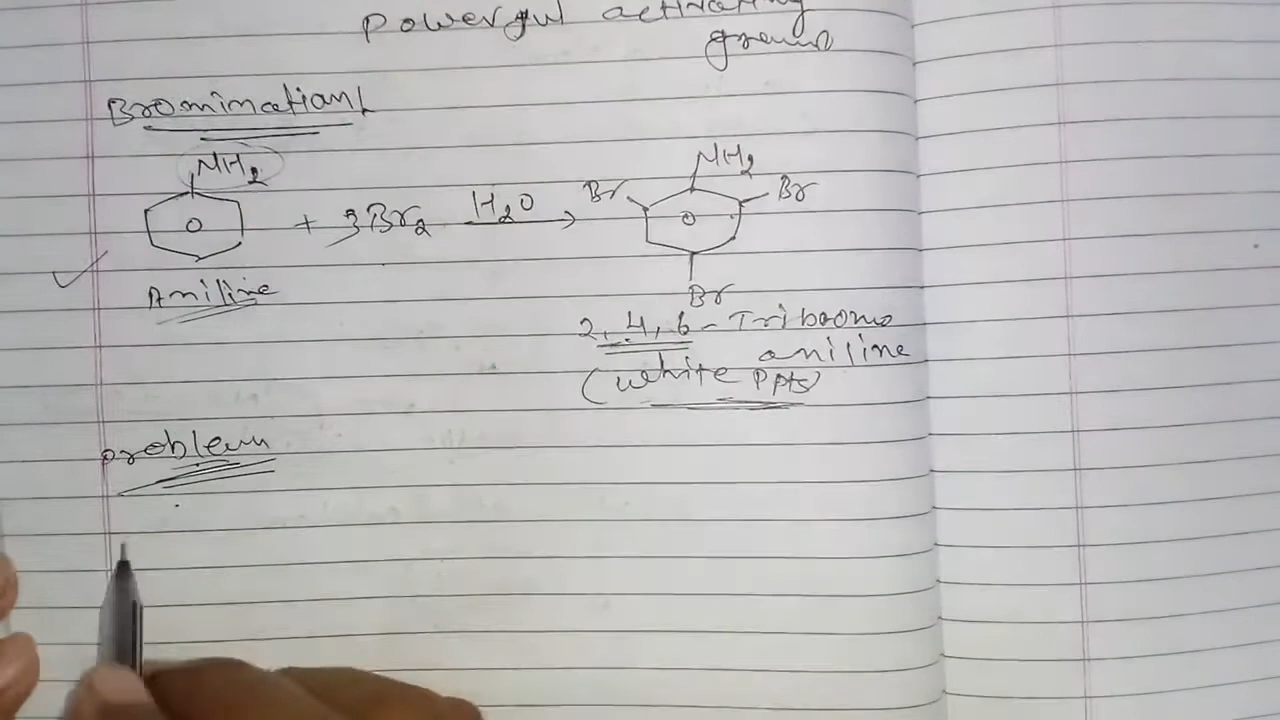 Powerful activating
group
Bromination
NH2
NH2
Br
Br
+ 3Br2
H2O
Br
Aniline
2, 4, 6 - Tribromo
aniline
(white ppts)
problem